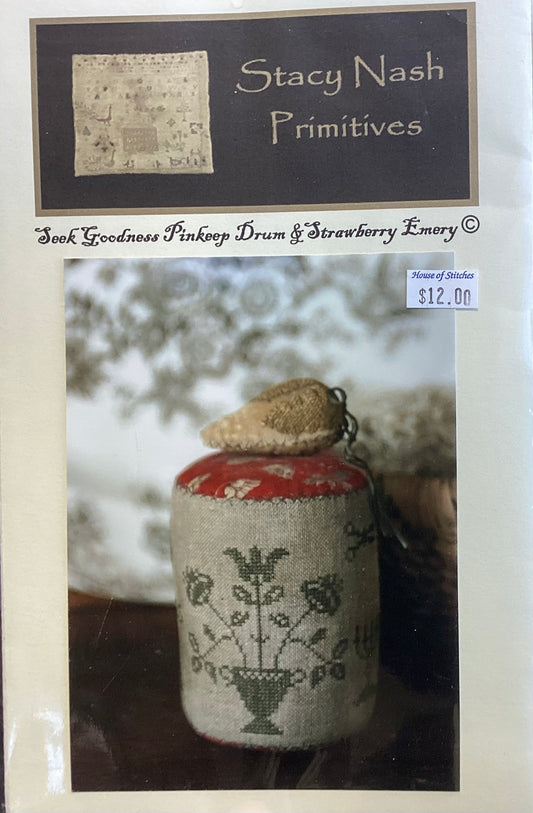 Stacy Nash
Primitives
Seek Goodness Pinkeep Drum & Strawberry Emery ©
House of Stitches
$12.00